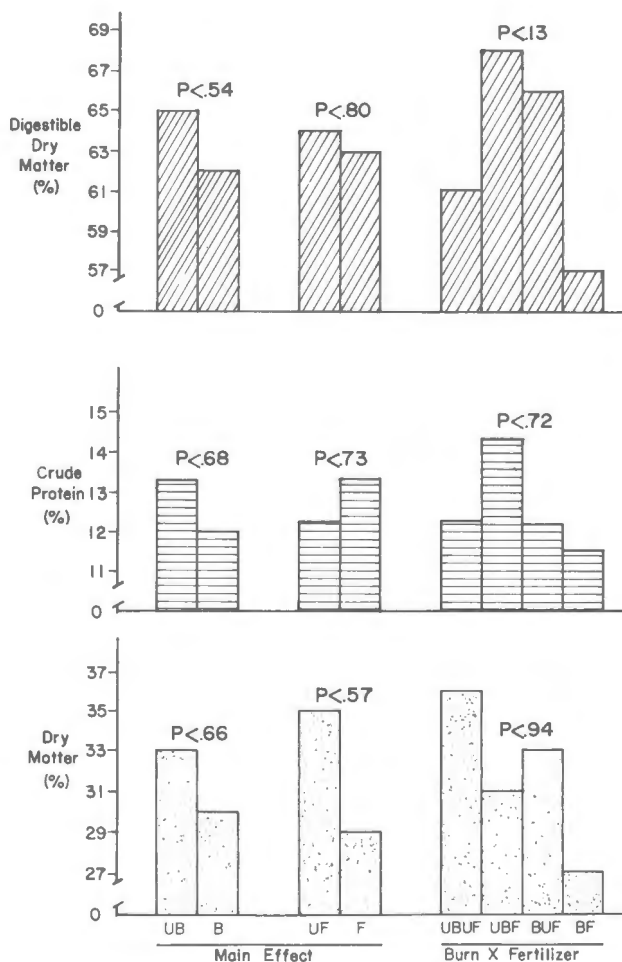 69
67
65
63
61
59
57
0
Digestible
Dry
Matter
(%)
P<.54
P<.80
P<.13
15
14
13
12
11
0
Crude
Protein
(%)
P<.68
P<.73
P<.72
37
35
33
31
29
27
0
Dry
Matter
(%)
P<.66
P<.57
P<.94
UB B UF F UBUF UBF BUF BF
Main Effect Burn X Fertilizer